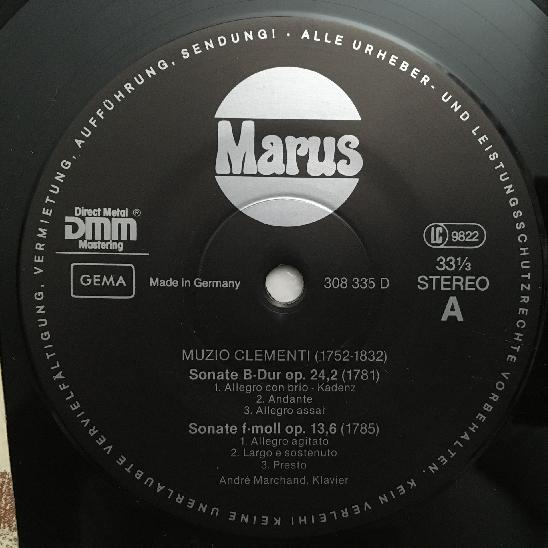 KEINE UNERLAUBTE VERVIELFÄLTIGUNG, VERMIETUNG, AUFFÜHRUNG, SENDUNG! · ALLE URHEBER- UND LEISTUNGSSCHUTZRECHTE VORBEHALTEN. KEIN VERLEIH!
Marus
Direct Metal ®
DMM
Mastering
LC 9822
GEMA
Made in Germany
308 335 D
33⅓
STEREO
A
MUZIO CLEMENTI (1752-1832)
Sonate B-Dur op. 24,2 (1781)
1. Allegro con brio - Kadenz
2. Andante
3. Allegro assai
Sonate f-moll op. 13,6 (1785)
1. Allegro agitato
2. Largo e sostenuto
3. Presto
André Marchand, Klavier